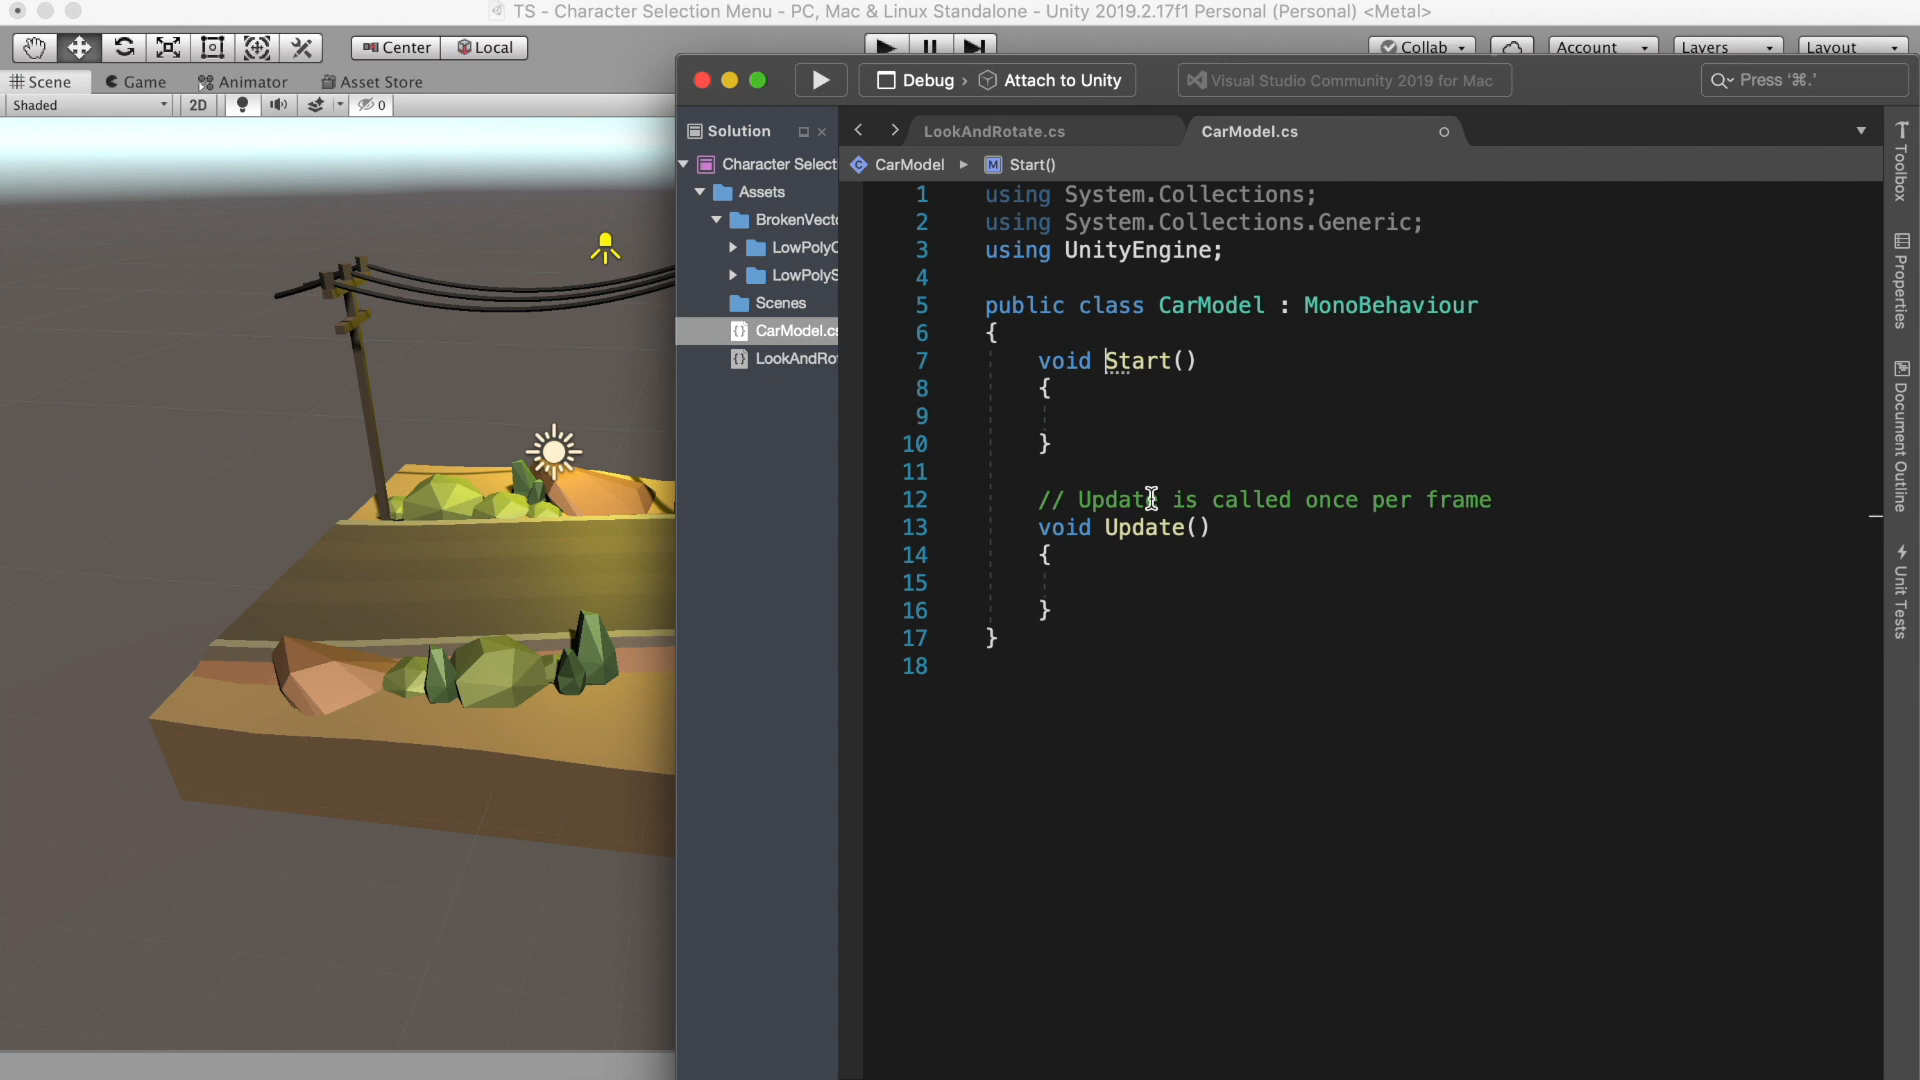 TS - Character Selection Menu - PC, Mac & Linux Standalone - Unity 2019.2.17f1 Personal (Personal) <Metal>
Center Local Collab Account Layers Layout
Scene Game Animator Asset Store
Shaded 2D 0
Debug › Attach to Unity Visual Studio Community 2019 for Mac Press ‘⌘.’
Solution LookAndRotate.cs CarModel.cs
Character Select CarModel Start()
Assets
BrokenVect
LowPolyC
LowPolyS
Scenes
CarModel.cs
LookAndRot
1 using System.Collections;
2 using System.Collections.Generic;
3 using UnityEngine;
4
5 public class CarModel : MonoBehaviour
6 {
7 void Start()
8 {
9
10 }
11
12 // Update is called once per frame
13 void Update()
14 {
15
16 }
17 }
18
Toolbox
Properties
Document Outline
Unit Tests